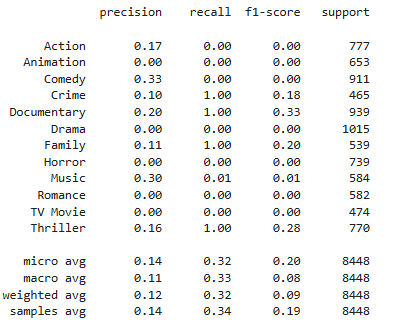 precision recall f1-score support
Action 0.17 0.00 0.00 777
Animation 0.00 0.00 0.00 653
Comedy 0.33 0.00 0.00 911
Crime 0.10 1.00 0.18 465
Documentary 0.20 1.00 0.33 939
Drama 0.00 0.00 0.00 1015
Family 0.11 1.00 0.20 539
Horror 0.00 0.00 0.00 739
Music 0.30 0.01 0.01 584
Romance 0.00 0.00 0.00 582
TV Movie 0.00 0.00 0.00 474
Thriller 0.16 1.00 0.28 770
micro avg 0.14 0.32 0.20 8448
macro avg 0.11 0.33 0.08 8448
weighted avg 0.12 0.32 0.09 8448
samples avg 0.14 0.34 0.19 8448